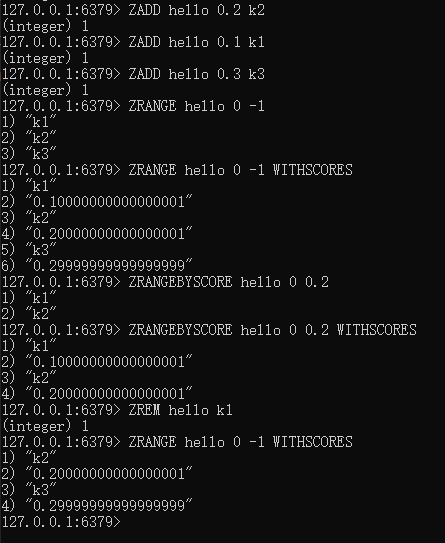 127.0.0.1:6379> ZADD hello 0.2 k2
(integer) 1
127.0.0.1:6379> ZADD hello 0.1 k1
(integer) 1
127.0.0.1:6379> ZADD hello 0.3 k3
(integer) 1
127.0.0.1:6379> ZRANGE hello 0 -1
1) "k1"
2) "k2"
3) "k3"
127.0.0.1:6379> ZRANGE hello 0 -1 WITHSCORES
1) "k1"
2) "0.10000000000000001"
3) "k2"
4) "0.20000000000000001"
5) "k3"
6) "0.29999999999999999"
127.0.0.1:6379> ZRANGEBYSCORE hello 0 0.2
1) "k1"
2) "k2"
127.0.0.1:6379> ZRANGEBYSCORE hello 0 0.2 WITHSCORES
1) "k1"
2) "0.10000000000000001"
3) "k2"
4) "0.20000000000000001"
127.0.0.1:6379> ZREM hello k1
(integer) 1
127.0.0.1:6379> ZRANGE hello 0 -1 WITHSCORES
1) "k2"
2) "0.20000000000000001"
3) "k3"
4) "0.29999999999999999"
127.0.0.1:6379>